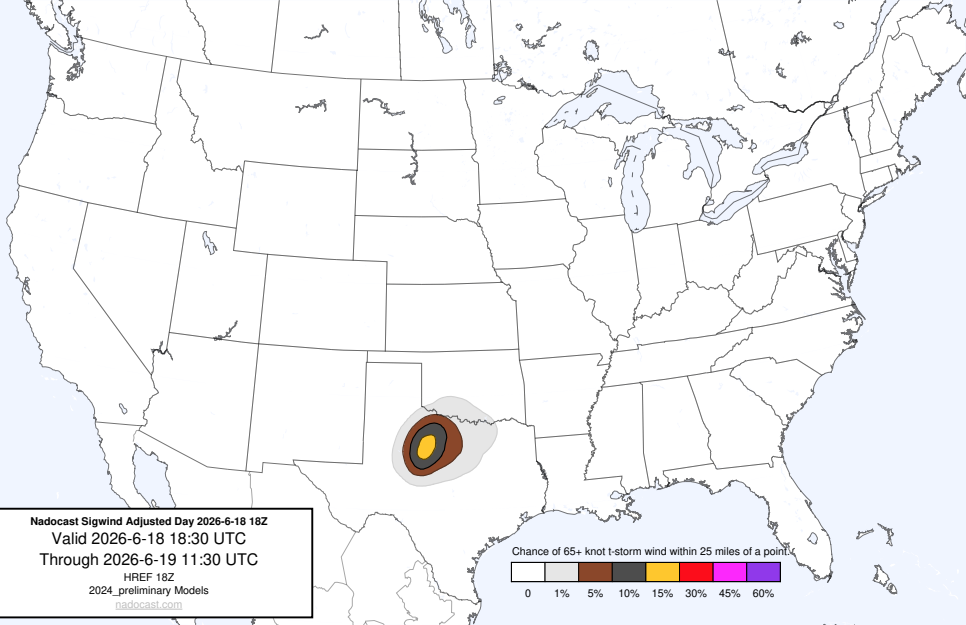 Nadocast Sigwind Adjusted Day 2026-6-18 18Z
Valid 2026-6-18 18:30 UTC
Through 2026-6-19 11:30 UTC
HREF 18Z
2024_preliminary Models
nadocast.com
Chance of 65+ knot t-storm wind within 25 miles of a point.
0 1% 5% 10% 15% 30% 45% 60%